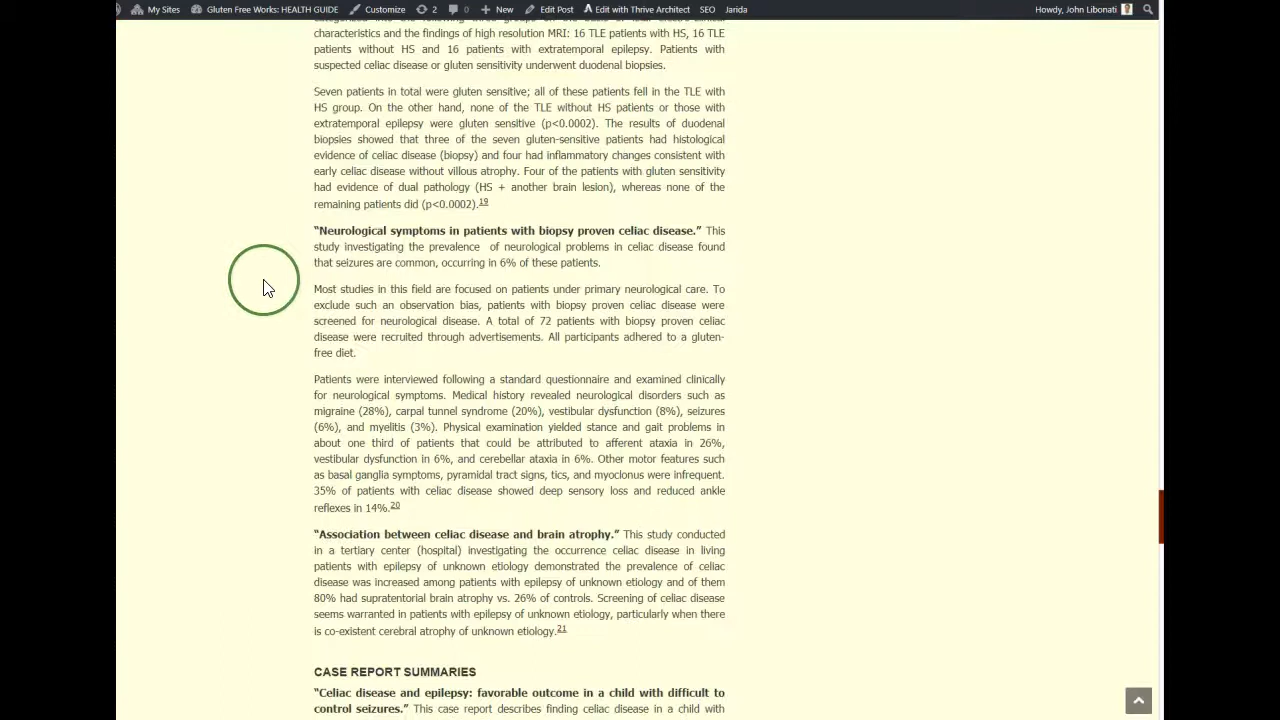 My Sites
Gluten Free Works: HEALTH GUIDE
Customize
2
0
New
Edit Post
Edit with Thrive Architect
SEO
Jarida
Howdy, John Libonati
characteristics and the findings of high resolution MRI: 16 TLE patients with HS, 16 TLE
patients without HS and 16 patients with extratemporal epilepsy. Patients with
suspected celiac disease or gluten sensitivity underwent duodenal biopsies.
Seven patients in total were gluten sensitive; all of these patients fell in the TLE with
HS group. On the other hand, none of the TLE without HS patients or those with
extratemporal epilepsy were gluten sensitive (p<0.0002). The results of duodenal
biopsies showed that three of the seven gluten-sensitive patients had histological
evidence of celiac disease (biopsy) and four had inflammatory changes consistent with
early celiac disease without villous atrophy. Four of the patients with gluten sensitivity
had evidence of dual pathology (HS + another brain lesion), whereas none of the
remaining patients did (p<0.0002).19
“Neurological symptoms in patients with biopsy proven celiac disease.” This
study investigating the prevalence of neurological problems in celiac disease found
that seizures are common, occurring in 6% of these patients.
Most studies in this field are focused on patients under primary neurological care. To
exclude such an observation bias, patients with biopsy proven celiac disease were
screened for neurological disease. A total of 72 patients with biopsy proven celiac
disease were recruited through advertisements. All participants adhered to a gluten-
free diet.
Patients were interviewed following a standard questionnaire and examined clinically
for neurological symptoms. Medical history revealed neurological disorders such as
migraine (28%), carpal tunnel syndrome (20%), vestibular dysfunction (8%), seizures
(6%), and myelitis (3%). Physical examination yielded stance and gait problems in
about one third of patients that could be attributed to afferent ataxia in 26%,
vestibular dysfunction in 6%, and cerebellar ataxia in 6%. Other motor features such
as basal ganglia symptoms, pyramidal tract signs, tics, and myoclonus were infrequent.
35% of patients with celiac disease showed deep sensory loss and reduced ankle
reflexes in 14%.20
“Association between celiac disease and brain atrophy.” This study conducted
in a tertiary center (hospital) investigating the occurrence celiac disease in living
patients with epilepsy of unknown etiology demonstrated the prevalence of celiac
disease was increased among patients with epilepsy of unknown etiology and of them
80% had supratentorial brain atrophy vs. 26% of controls. Screening of celiac disease
seems warranted in patients with epilepsy of unknown etiology, particularly when there
is co-existent cerebral atrophy of unknown etiology.21
CASE REPORT SUMMARIES
“Celiac disease and epilepsy: favorable outcome in a child with difficult to
control seizures.” This case report describes finding celiac disease in a child with